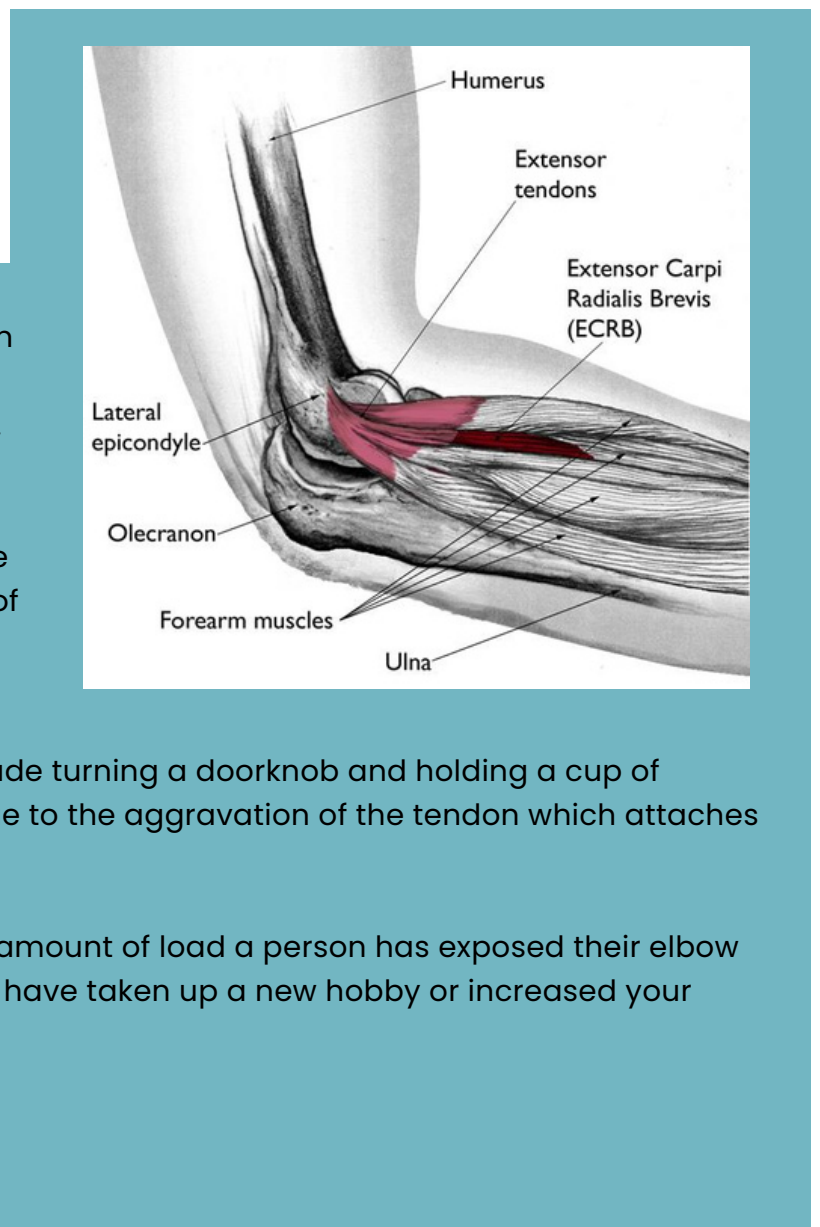 Humerus
Extensor
tendons
Extensor Carpi
Radialis Brevis
(ECRB)
Lateral
epicondyle
Olecranon
Forearm muscles
Ulna
of
turning a doorknob and holding a cup of
to the aggravation of the tendon which attaches
amount of load a person has exposed their elbow
have taken up a new hobby or increased your